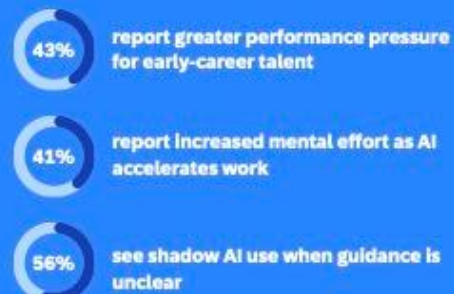 43%
report greater performance pressure
for early-career talent
41%
report increased mental effort as AI
accelerates work
56%
see shadow AI use when guidance is
unclear